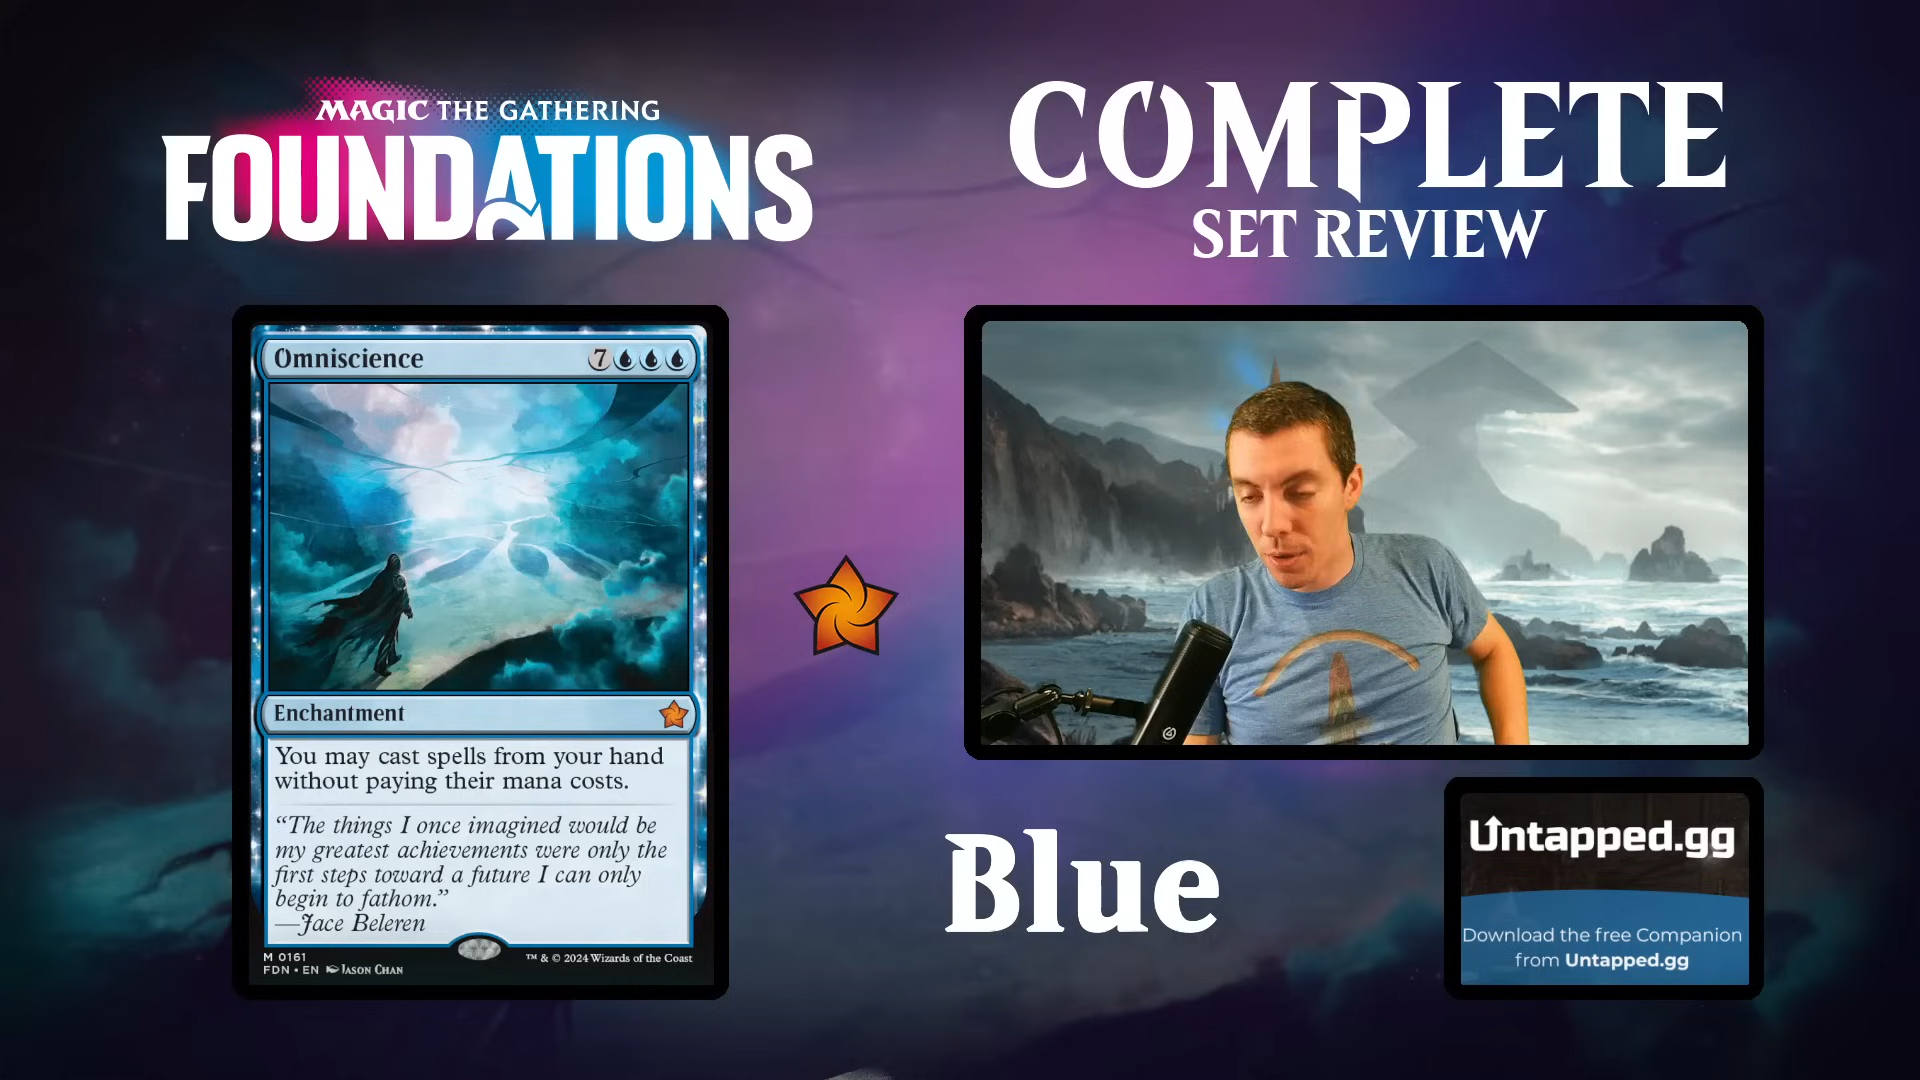 MAGIC THE GATHERING
FOUNDATIONS
COMPLETE
SET REVIEW
Omniscience 7
Enchantment
You may cast spells from your hand
without paying their mana costs.
“The things I once imagined would be
my greatest achievements were only the
first steps toward a future I can only
begin to fathom.”
—Jace Beleren
M 0161
FDN • EN JASON CHAN
™ & © 2024 Wizards of the Coast
Blue
Untapped.gg
Download the free Companion
from Untapped.gg